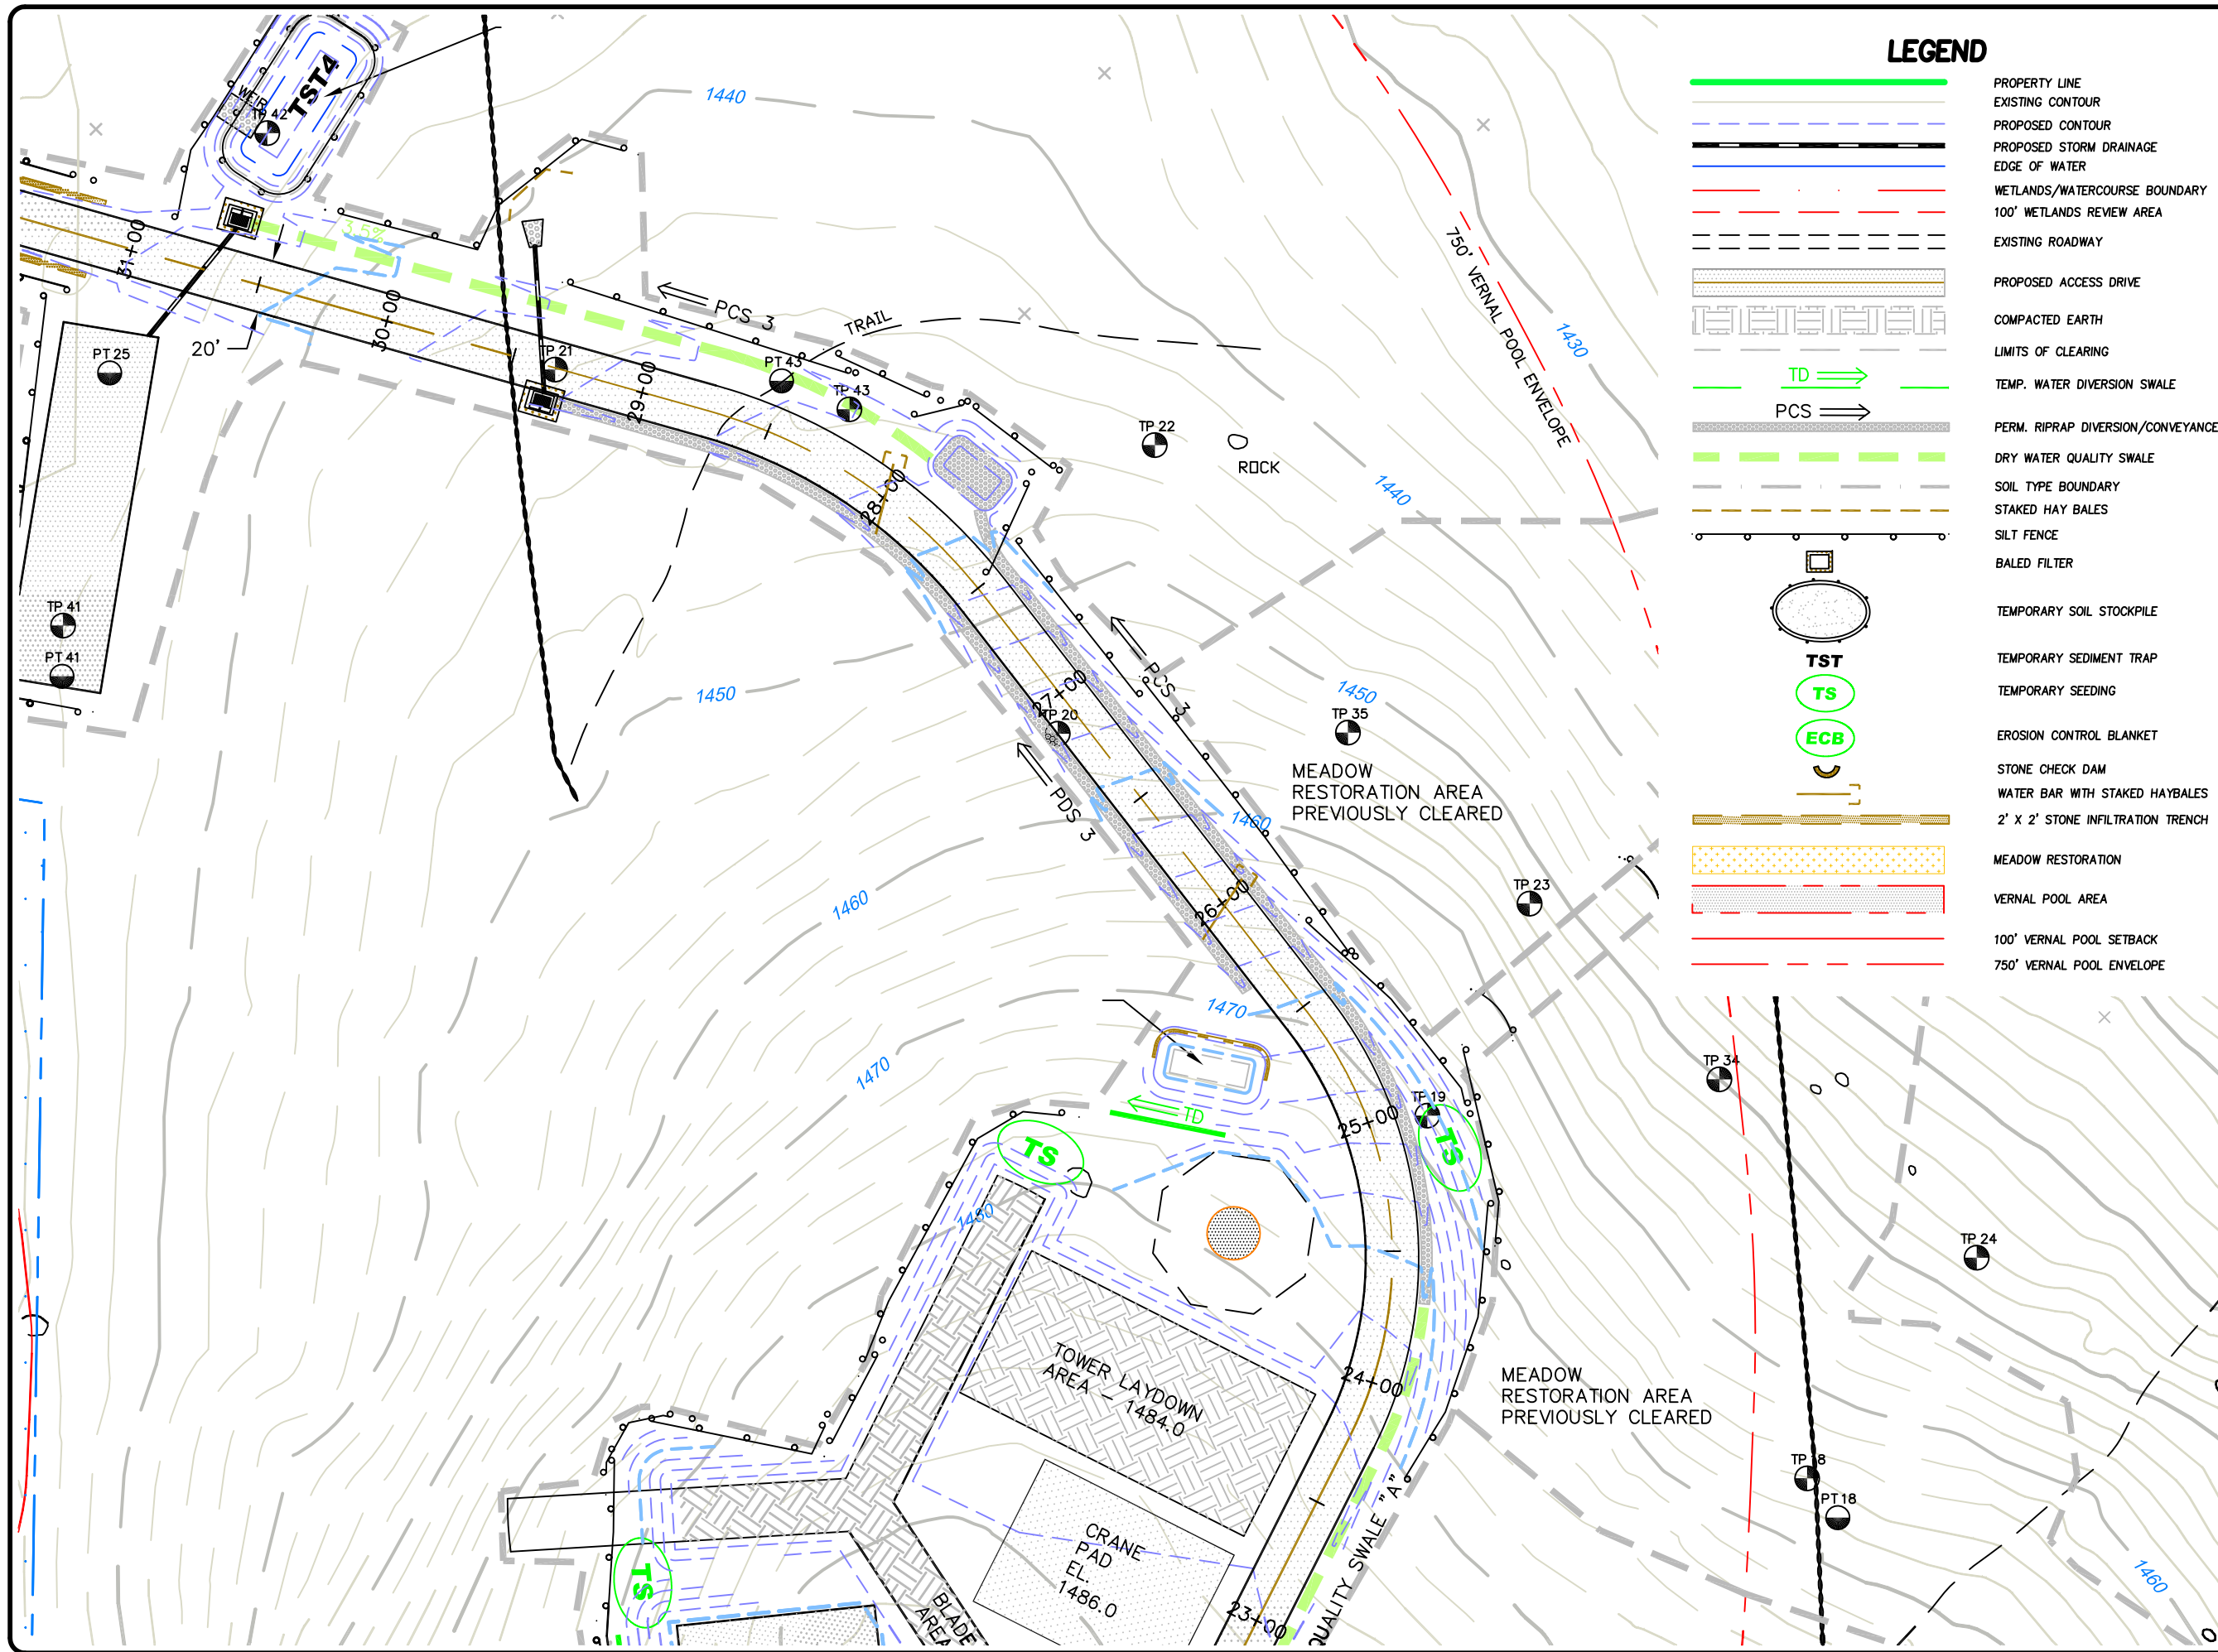 LEGEND
PROPERTY LINE
EXISTING CONTOUR
PROPOSED CONTOUR
PROPOSED STORM DRAINAGE
EDGE OF WATER
WETLANDS/WATERCOURSE BOUNDARY
100' WETLANDS REVIEW AREA
EXISTING ROADWAY
PROPOSED ACCESS DRIVE
COMPACTED EARTH
LIMITS OF CLEARING
TD
TEMP. WATER DIVERSION SWALE
PCS
PERM. RIPRAP DIVERSION/CONVEYANCE
DRY WATER QUALITY SWALE
SOIL TYPE BOUNDARY
STAKED HAY BALES
SILT FENCE
BALED FILTER
TEMPORARY SOIL STOCKPILE
TST
TEMPORARY SEDIMENT TRAP
TS
TEMPORARY SEEDING
ECB
EROSION CONTROL BLANKET
STONE CHECK DAM
WATER BAR WITH STAKED HAYBALES
2' X 2' STONE INFILTRATION TRENCH
MEADOW RESTORATION
VERNAL POOL AREA
100' VERNAL POOL SETBACK
750' VERNAL POOL ENVELOPE
TST4
WEIR
TP 42
1440
3.5%
31+00
30+00
20'
PT 25
TP 21
29+00
PCS 3
TRAIL
PT 43
TP 43
28+00
TP 22
ROCK
750' VERNAL POOL ENVELOPE
1430
1440
TP 41
PT 41
1450
27+00
TP 20
PCS 3
PDS 3
1450
TP 35
MEADOW
RESTORATION AREA
PREVIOUSLY CLEARED
1460
1460
26+00
TP 23
1470
1470
TD
TS
25+00
TP 19
TS
TP 34
1480
TP 24
TOWER LAYDOWN
AREA – 1484.0
24+00
MEADOW
RESTORATION AREA
PREVIOUSLY CLEARED
CRANE
PAD
EL.
1486.0
QUALITY SWALE "A"
TP 18
PT 18
TS
BLADE
AREA
23+00
1460